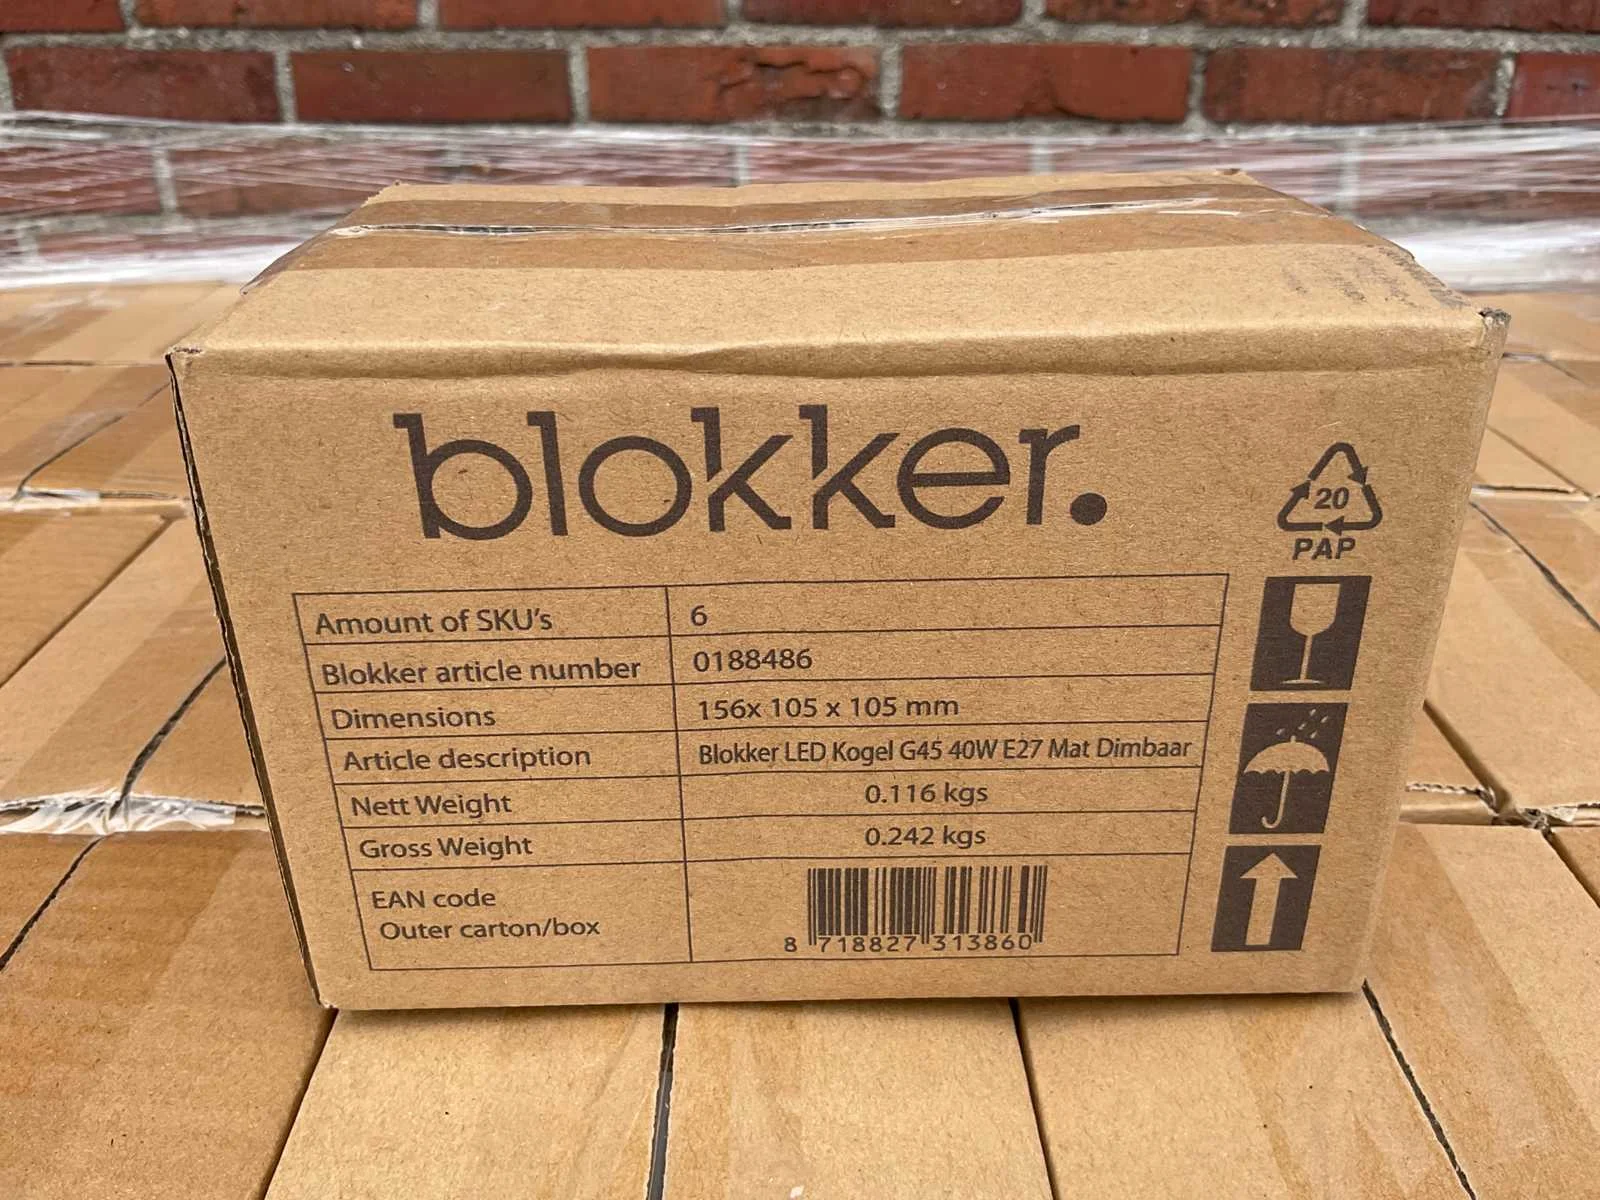 blokker.
20
PAP
Amount of SKU's 6
Blokker article number 0188486
Dimensions 156x 105 x 105 mm
Article description Blokker LED Kogel G45 40W E27 Mat Dimbaar
Nett Weight 0.116 kgs
Gross Weight 0.242 kgs
EAN code
Outer carton/box
8 718827 313860